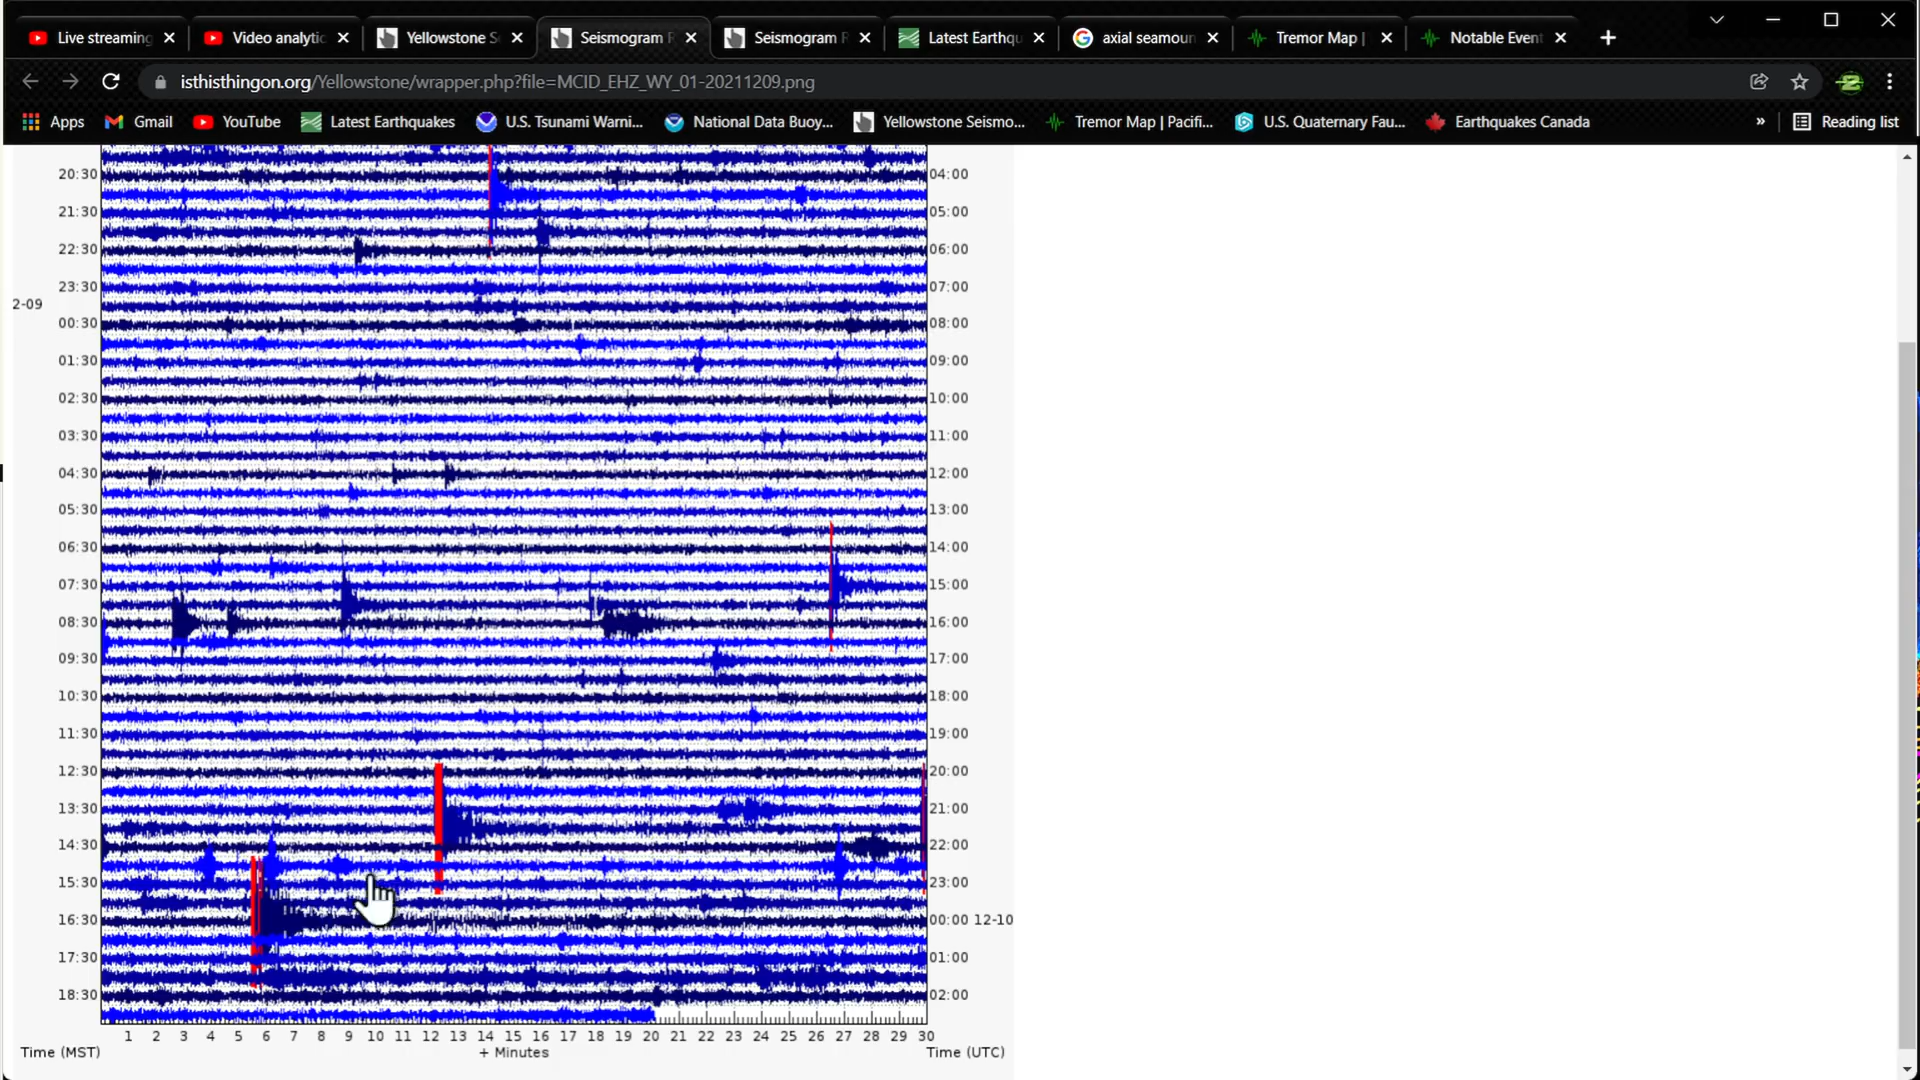 Live streaming
Video analytic
Yellowstone S
Seismogram R
Seismogram R
Latest Earthqu
axial seamoun
Tremor Map |
Notable Event
isthisthingon.org/Yellowstone/wrapper.php?file=MCID_EHZ_WY_01-20211209.png
Apps
Gmail
YouTube
Latest Earthquakes
U.S. Tsunami Warni...
National Data Buoy...
Yellowstone Seismo...
Tremor Map | Pacifi...
U.S. Quaternary Fau...
Earthquakes Canada
»
Reading list
20:30 04:00
21:30 05:00
22:30 06:00
23:30 07:00
2-09
00:30 08:00
01:30 09:00
02:30 10:00
03:30 11:00
04:30 12:00
05:30 13:00
06:30 14:00
07:30 15:00
08:30 16:00
09:30 17:00
10:30 18:00
11:30 19:00
12:30 20:00
13:30 21:00
14:30 22:00
15:30 23:00
16:30 00:00 12-10
17:30 01:00
18:30 02:00
1 2 3 4 5 6 7 8 9 10 11 12 13 14 15 16 17 18 19 20 21 22 23 24 25 26 27 28 29 30
Time (MST) + Minutes Time (UTC)